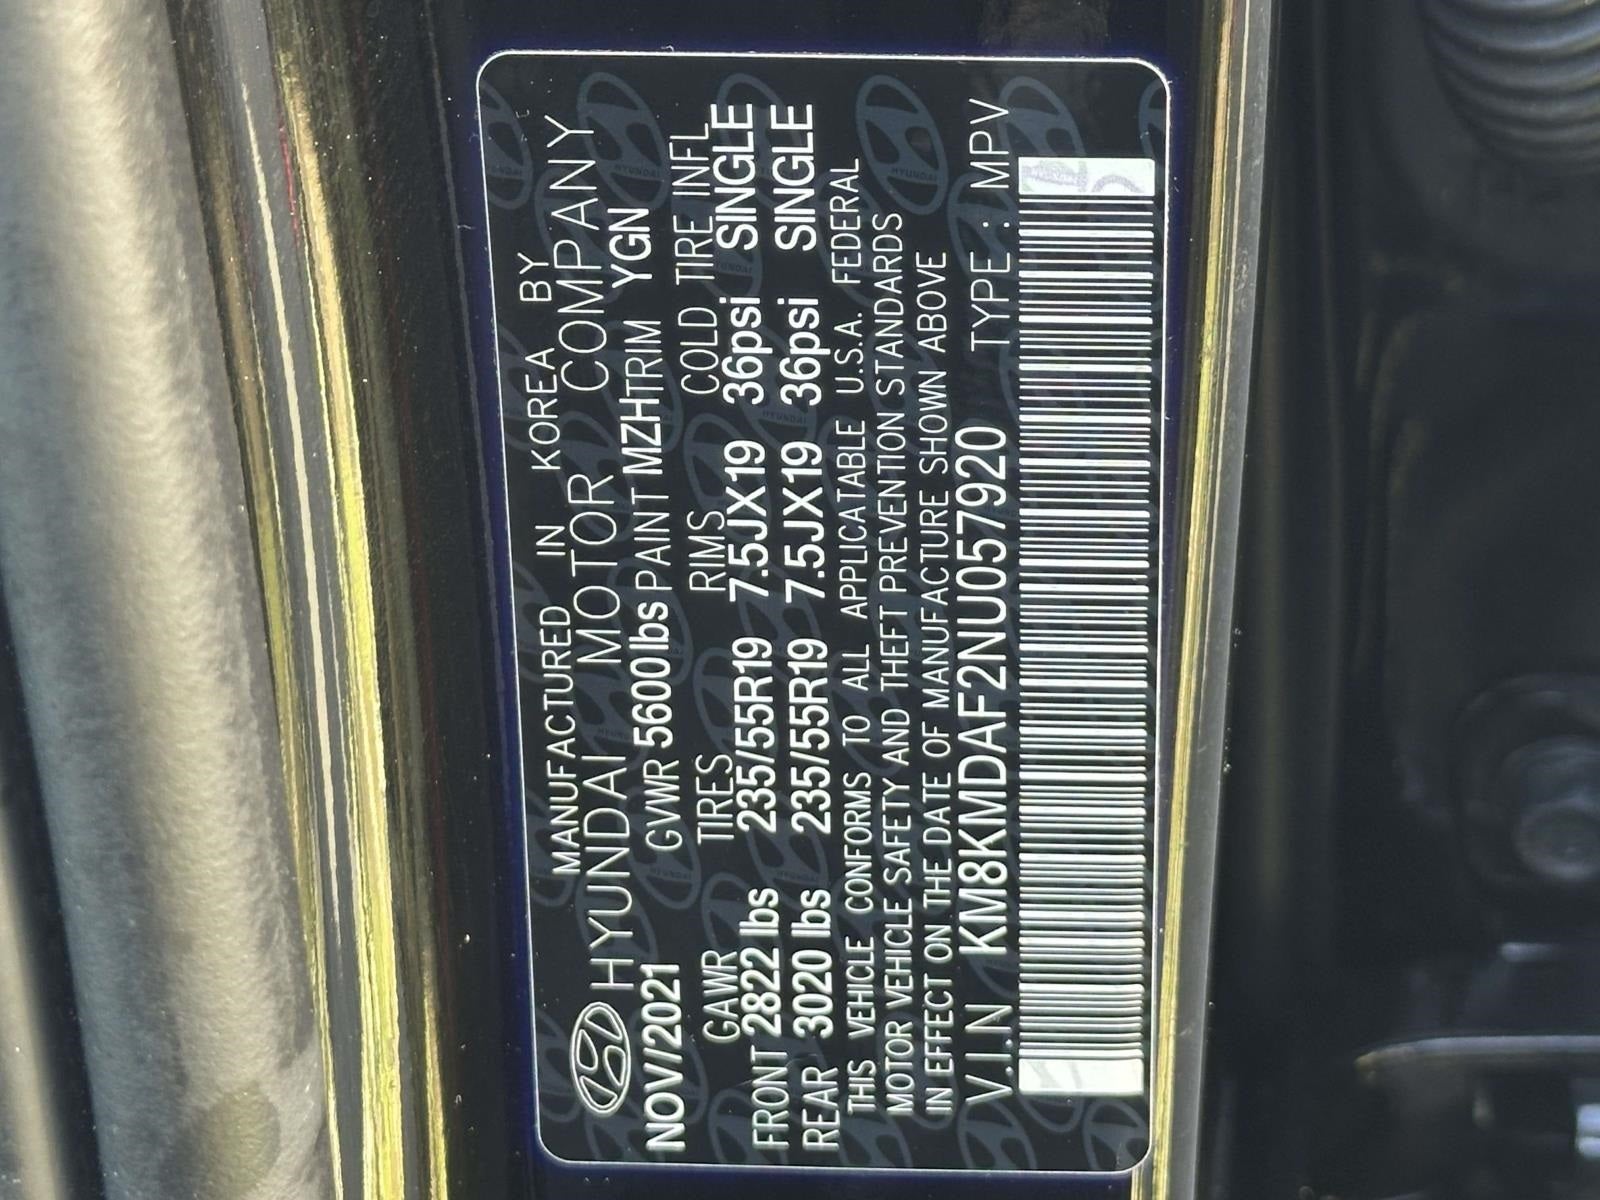 MANUFACTURED IN KOREA BY
HYUNDAI MOTOR COMPANY
NOV/2021 GVWR 5600lbs PAINT MZH TRIM YGN
GAWR TIRES RIMS COLD TIRE INFL
FRONT 2822 lbs 235/55R19 7.5JX19 36psi SINGLE
REAR 3020 lbs 235/55R19 7.5JX19 36psi SINGLE
THIS VEHICLE CONFORMS TO ALL APPLICATABLE U.S.A. FEDERAL
MOTOR VEHICLE SAFETY AND THEFT PREVENTION STANDARDS
IN EFFECT ON THE DATE OF MANUFACTURE SHOWN ABOVE
V.I.N KM8KMDAF2NU057920 TYPE : MPV